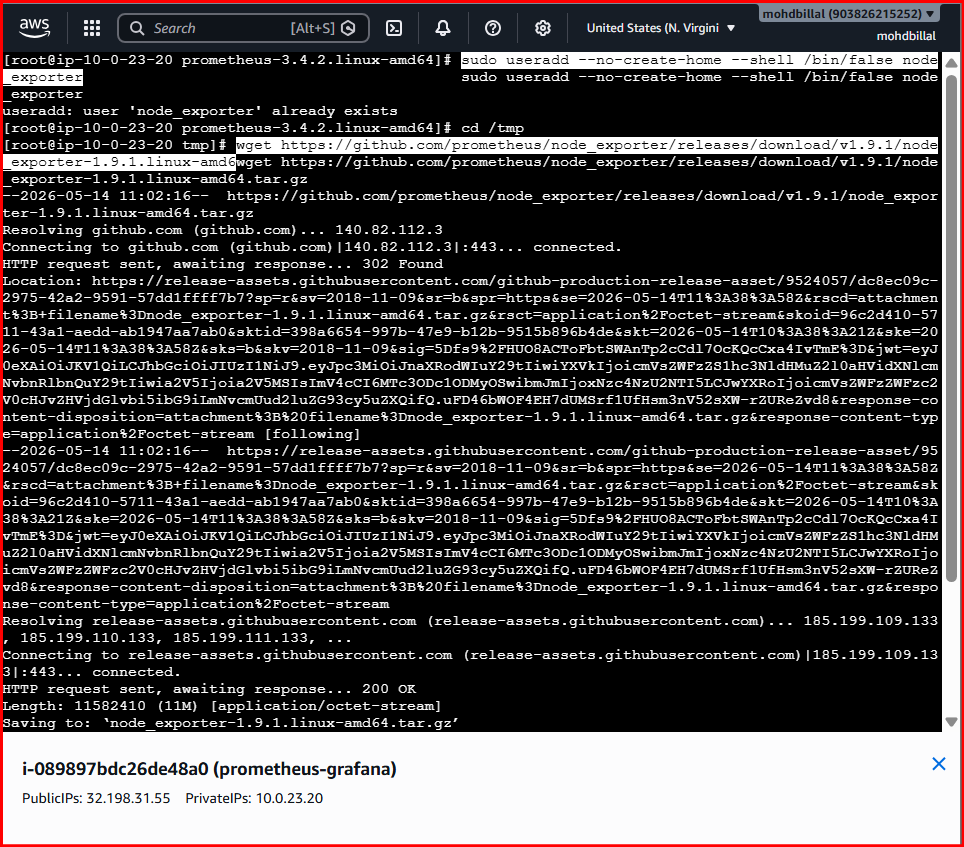 aws
Search
[Alt+S]
United States (N. Virgini
mohdbillal (903826215252)
mohdbillal
[root@ip-10-0-23-20 prometheus-3.4.2.linux-amd64]# sudo useradd --no-create-home --shell /bin/false node
_exporter sudo useradd --no-create-home --shell /bin/false node
_exporter
useradd: user 'node_exporter' already exists
[root@ip-10-0-23-20 prometheus-3.4.2.linux-amd64]# cd /tmp
[root@ip-10-0-23-20 tmp]# wget https://github.com/prometheus/node_exporter/releases/download/v1.9.1/node
_exporter-1.9.1.linux-amd6wget https://github.com/prometheus/node_exporter/releases/download/v1.9.1/node
_exporter-1.9.1.linux-amd64.tar.gz
--2026-05-14 11:02:16-- https://github.com/prometheus/node_exporter/releases/download/v1.9.1/node_expor
ter-1.9.1.linux-amd64.tar.gz
Resolving github.com (github.com)... 140.82.112.3
Connecting to github.com (github.com)|140.82.112.3|:443... connected.
HTTP request sent, awaiting response... 302 Found
Location: https://release-assets.githubusercontent.com/github-production-release-asset/9524057/dc8ec09c-
2975-42a2-9591-57dd1ffff7b7?sp=r&sv=2018-11-09&sr=b&spr=https&se=2026-05-14T11%3A38%3A58Z&rscd=attachmen
t%3B+filename%3Dnode_exporter-1.9.1.linux-amd64.tar.gz&rsct=application%2Foctet-stream&skoid=96c2d410-57
11-43a1-aedd-ab1947aa7ab0&sktid=398a6654-997b-47e9-b12b-9515b896b4de&skt=2026-05-14T10%3A38%3A21Z&ske=20
26-05-14T11%3A38%3A58Z&sks=b&skv=2018-11-09&sig=5Dfs9%2FHUO8ACToFbtSWAnTp2cCdl7OcKQcCxa4IvTmE%3D&jwt=eyJ
0eXAiOiJKV1QiLCJhbGciOiJIUzI1NiJ9.eyJpc3MiOiJnaXRodWIuY29tIiwiYXVkIjoicmVsZWFzZS1hc3NldHMuZ2l0aHVidXNlcm
NvbnRlbnQuY29tIiwia2V5Ijoia2V5MSIsImV4cCI6MTc3ODc1ODMyOSwibmJmIjoxNzc4NzU2NTI5LCJwYXRoIjoicmVsZWFzZWFzc2
V0cHJvZHVjdGlvbi5ibG9iLmNvcmUud2luZG93cy5uZXQifQ.uFD46bWOF4EH7dUMSrf1UfHsm3nV52sXW-rZUReZvd8&response-co
ntent-disposition=attachment%3B%20filename%3Dnode_exporter-1.9.1.linux-amd64.tar.gz&response-content-typ
e=application%2Foctet-stream [following]
--2026-05-14 11:02:16-- https://release-assets.githubusercontent.com/github-production-release-asset/95
24057/dc8ec09c-2975-42a2-9591-57dd1ffff7b7?sp=r&sv=2018-11-09&sr=b&spr=https&se=2026-05-14T11%3A38%3A58Z
&rscd=attachment%3B+filename%3Dnode_exporter-1.9.1.linux-amd64.tar.gz&rsct=application%2Foctet-stream&sk
oid=96c2d410-5711-43a1-aedd-ab1947aa7ab0&sktid=398a6654-997b-47e9-b12b-9515b896b4de&skt=2026-05-14T10%3A
38%3A21Z&ske=2026-05-14T11%3A38%3A58Z&sks=b&skv=2018-11-09&sig=5Dfs9%2FHUO8ACToFbtSWAnTp2cCdl7OcKQcCxa4I
vTmE%3D&jwt=eyJ0eXAiOiJKV1QiLCJhbGciOiJIUzI1NiJ9.eyJpc3MiOiJnaXRodWIuY29tIiwiYXVkIjoicmVsZWFzZS1hc3NldHM
uZ2l0aHVidXNlcmNvbnRlbnQuY29tIiwia2V5Ijoia2V5MSIsImV4cCI6MTc3ODc1ODMyOSwibmJmIjoxNzc4NzU2NTI5LCJwYXRoIjo
icmVsZWFzZWFzc2V0cHJvZHVjdGlvbi5ibG9iLmNvcmUud2luZG93cy5uZXQifQ.uFD46bWOF4EH7dUMSrf1UfHsm3nV52sXW-rZUReZ
vd8&response-content-disposition=attachment%3B%20filename%3Dnode_exporter-1.9.1.linux-amd64.tar.gz&respo
nse-content-type=application%2Foctet-stream
Resolving release-assets.githubusercontent.com (release-assets.githubusercontent.com)... 185.199.109.133
, 185.199.110.133, 185.199.111.133, ...
Connecting to release-assets.githubusercontent.com (release-assets.githubusercontent.com)|185.199.109.13
3|:443... connected.
HTTP request sent, awaiting response... 200 OK
Length: 11582410 (11M) [application/octet-stream]
Saving to: ‘node_exporter-1.9.1.linux-amd64.tar.gz’
i-089897bdc26de48a0 (prometheus-grafana)
PublicIPs: 32.198.31.55 PrivateIPs: 10.0.23.20